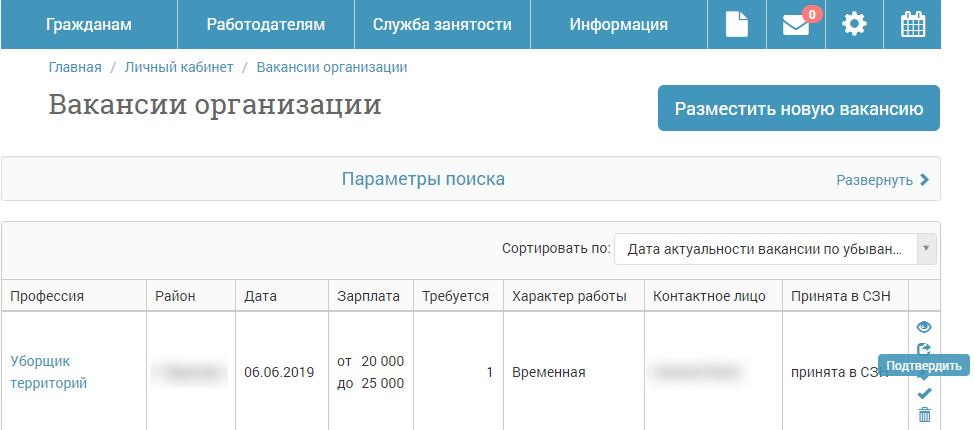 Гражданам Работодателям Служба занятости Информация 0
Главная / Личный кабинет / Вакансии организации
Вакансии организации
Разместить новую вакансию
Параметры поиска Развернуть
Сортировать по: Дата актуальности вакансии по убыван...
Профессия Район Дата Зарплата Требуется Характер работы Контактное лицо Принята в СЗН
Уборщик территорий 06.06.2019 от 20 000 до 25 000 1 Временная принята в СЗН
Подтвердить